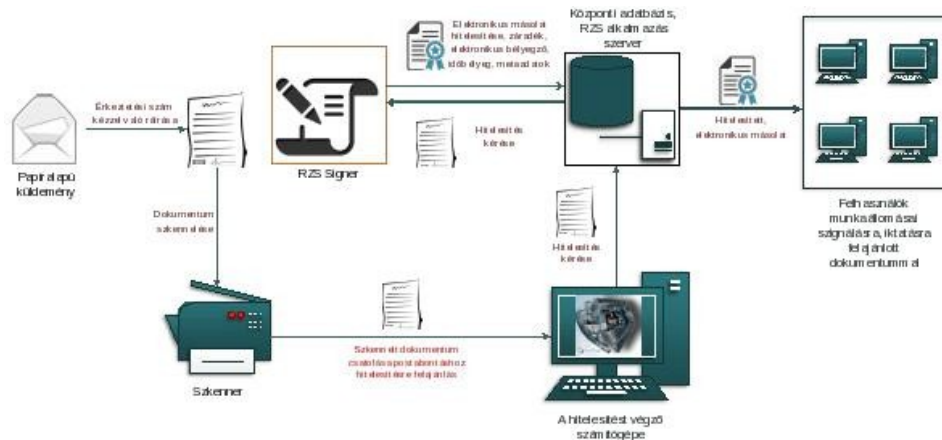 Papíralapú
küldemény
Érkeztetési szám
kézzel való ráírása
Dokumentum
szkennelése
Szkenner
Szkennelt dokumentum
csatolása postabontáshoz
hitelesítésre felajánlás
A hitelesítést végző
számítógépe
Hitelesítés
kérése
Központi adatbázis,
RZS alkalmazás
szerver
Hitelesítés
kérése
RZS Signer
Elektronikus másolat
hitelesítése, záradék,
elektronikus bélyegző,
időbélyeg, metaadatok
Hitelesített,
elektronikus másolat
Felhasználók
munkaállomásai
szignálásra, iktatásra
felajánlott
dokumentummal